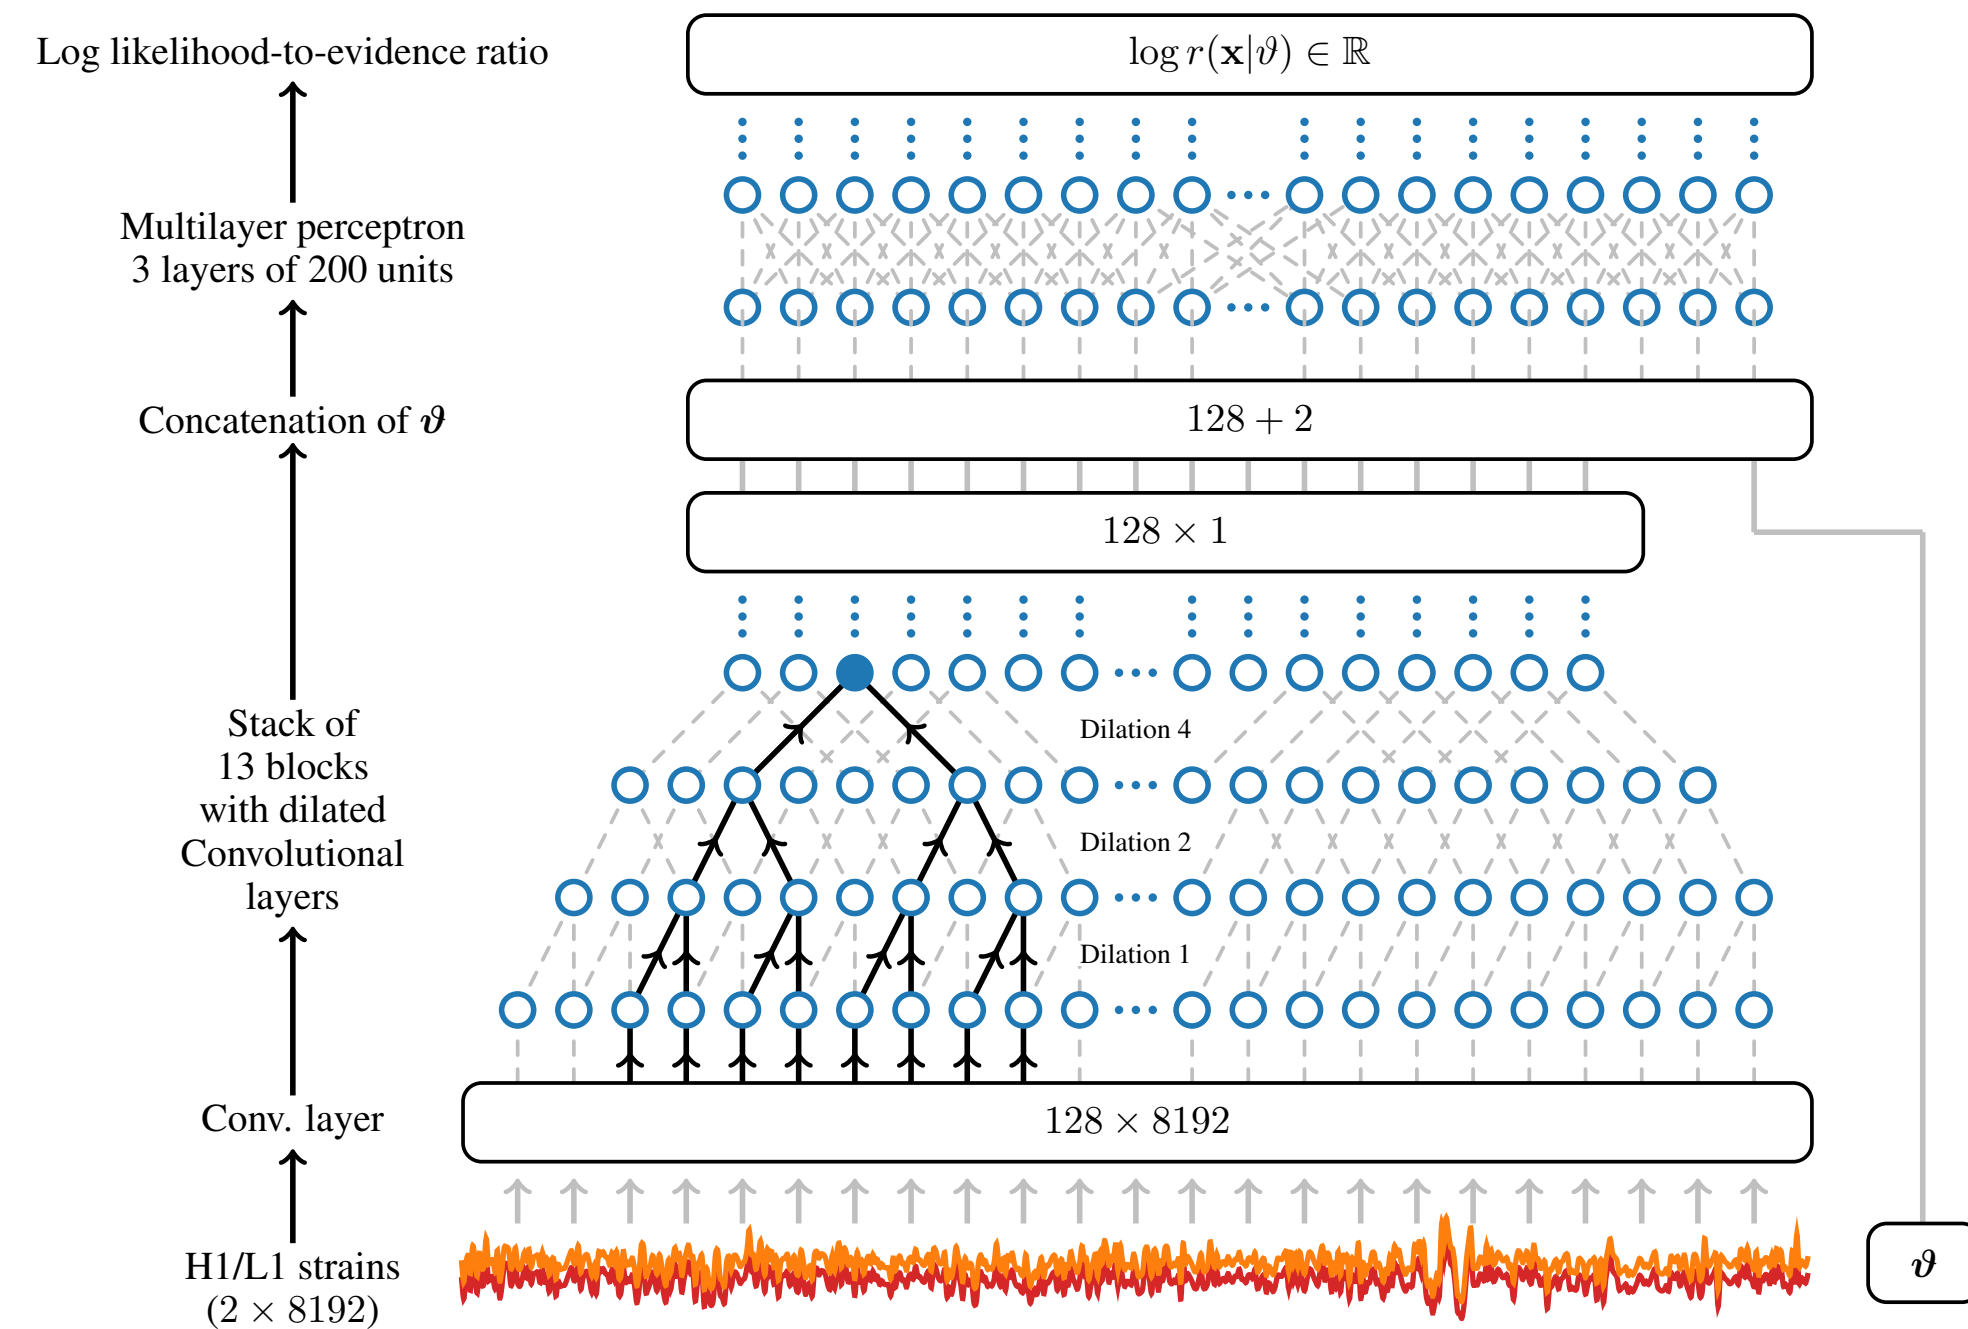 Log likelihood-to-evidence ratio
log r(x|ϑ) ∈ ℝ
Multilayer perceptron
3 layers of 200 units
Concatenation of ϑ
128 + 2
128 × 1
Stack of
13 blocks
with dilated
Convolutional
layers
Dilation 4
Dilation 2
Dilation 1
Conv. layer
128 × 8192
H1/L1 strains
(2 × 8192)
ϑ